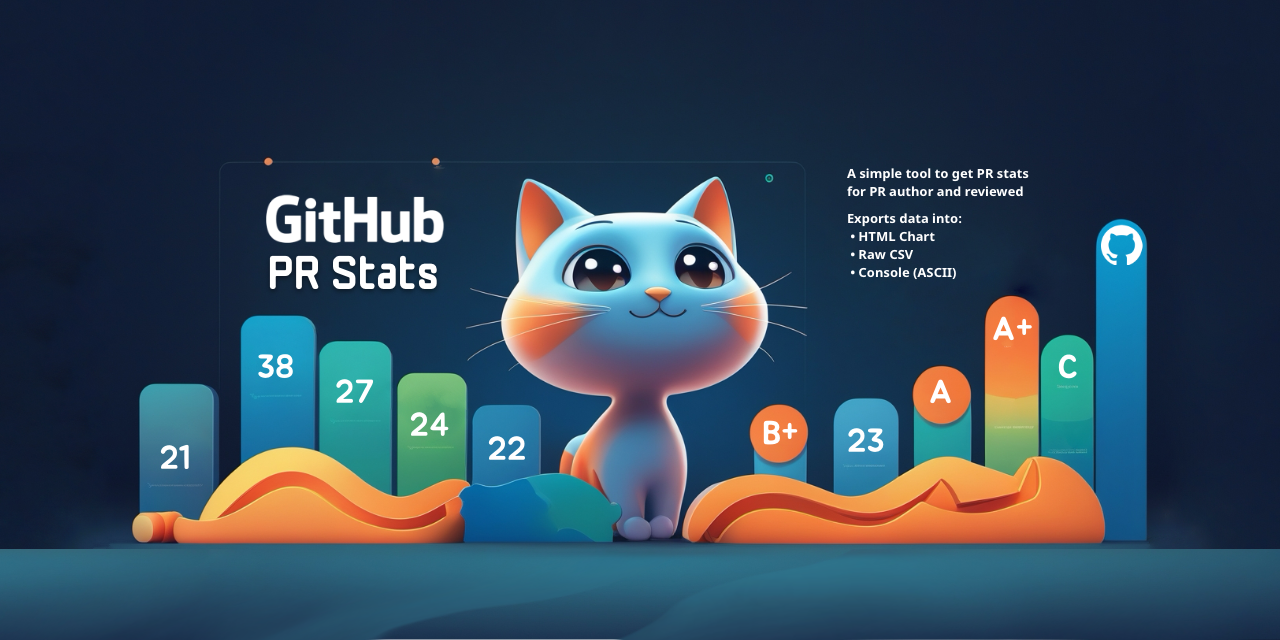 GitHub
PR Stats
A simple tool to get PR stats
for PR author and reviewed
Exports data into:
• HTML Chart
• Raw CSV
• Console (ASCII)
21
38
27
24
22
B+
23
A
A+
C